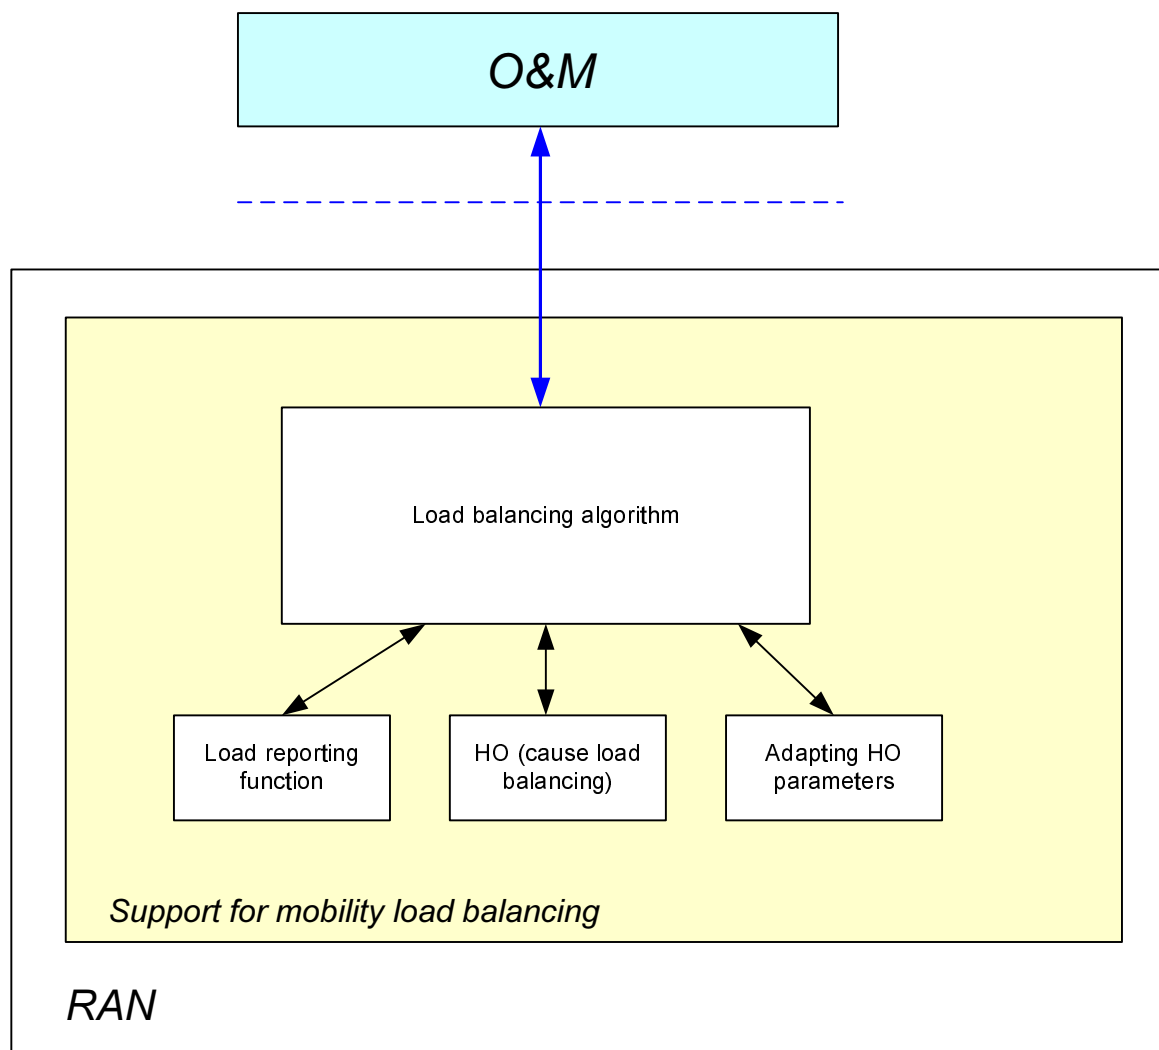 O&M
Load balancing algorithm
Load reporting
function
HO (cause load
balancing)
Adapting HO
parameters
Support for mobility load balancing
RAN